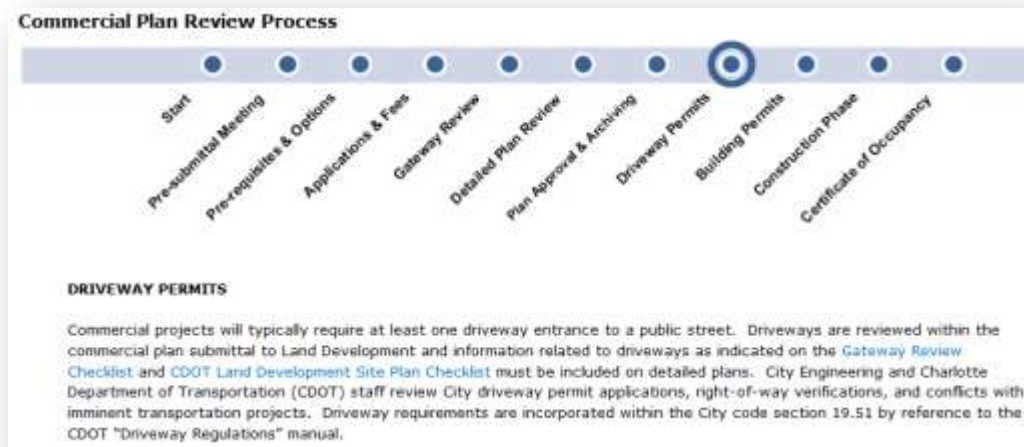 Commercial Plan Review Process
Start
Pre-submittal Meeting
Pre-requisites & Options
Applications & Fees
Gateway Review
Detailed Plan Review
Plan Approval & Archiving
Driveway Permits
Building Permits
Construction Phase
Certificate of Occupancy
DRIVEWAY PERMITS
Commercial projects will typically require at least one driveway entrance to a public street.  Driveways are reviewed within the
commercial plan submittal to Land Development and information related to driveways as indicated on the Gateway Review
Checklist and CDOT Land Development Site Plan Checklist must be included on detailed plans.  City Engineering and Charlotte
Department of Transportation (CDOT) staff review City driveway permit applications, right-of-way verifications, and conflicts with
imminent transportation projects.  Driveway requirements are incorporated within the City code section 19.51 by reference to the
CDOT "Driveway Regulations" manual.